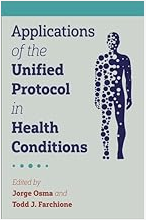 Applications
of the
Unified
Protocol
in
Health
Conditions
Edited by
Jorge Osma and
Todd J. Farchione